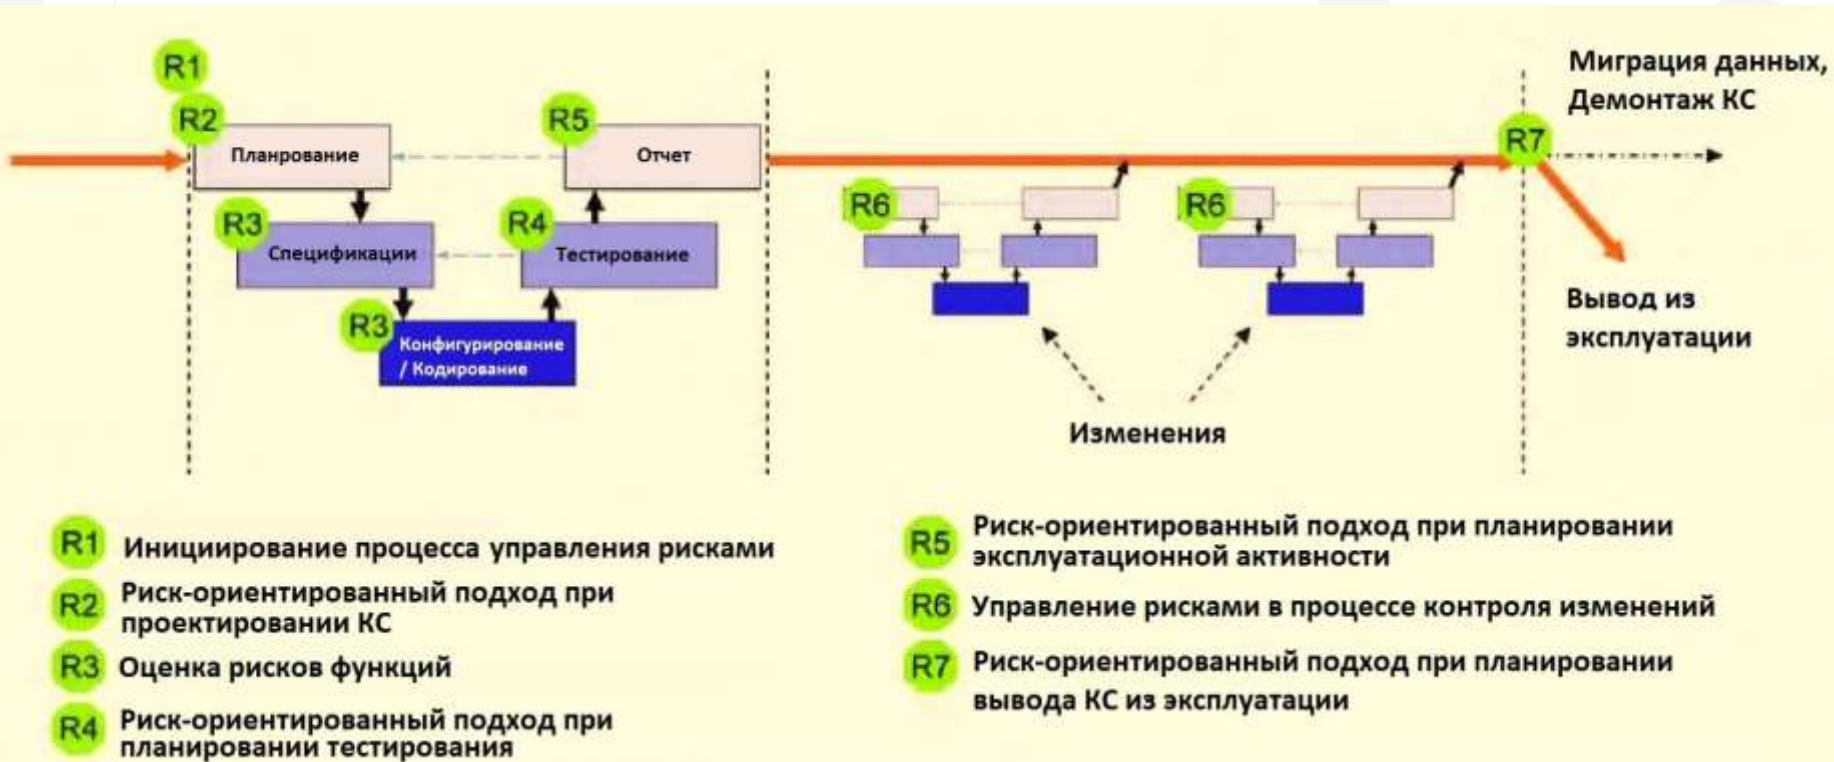 R1
R2
Планрование
R3
Спецификации
R3
Конфигурирование
/ Кодирование
R4
Тестирование
R5
Отчет
R6
R6
Изменения
R7
Миграция данных,
Демонтаж КС
Вывод из
эксплуатации
R1 Инициирование процесса управления рисками
R2 Риск-ориентированный подход при
проектировании КС
R3 Оценка рисков функций
R4 Риск-ориентированный подход при
планировании тестирования
R5 Риск-ориентированный подход при планировании
эксплуатационной активности
R6 Управление рисками в процессе контроля изменений
R7 Риск-ориентированный подход при планировании
вывода КС из эксплуатации